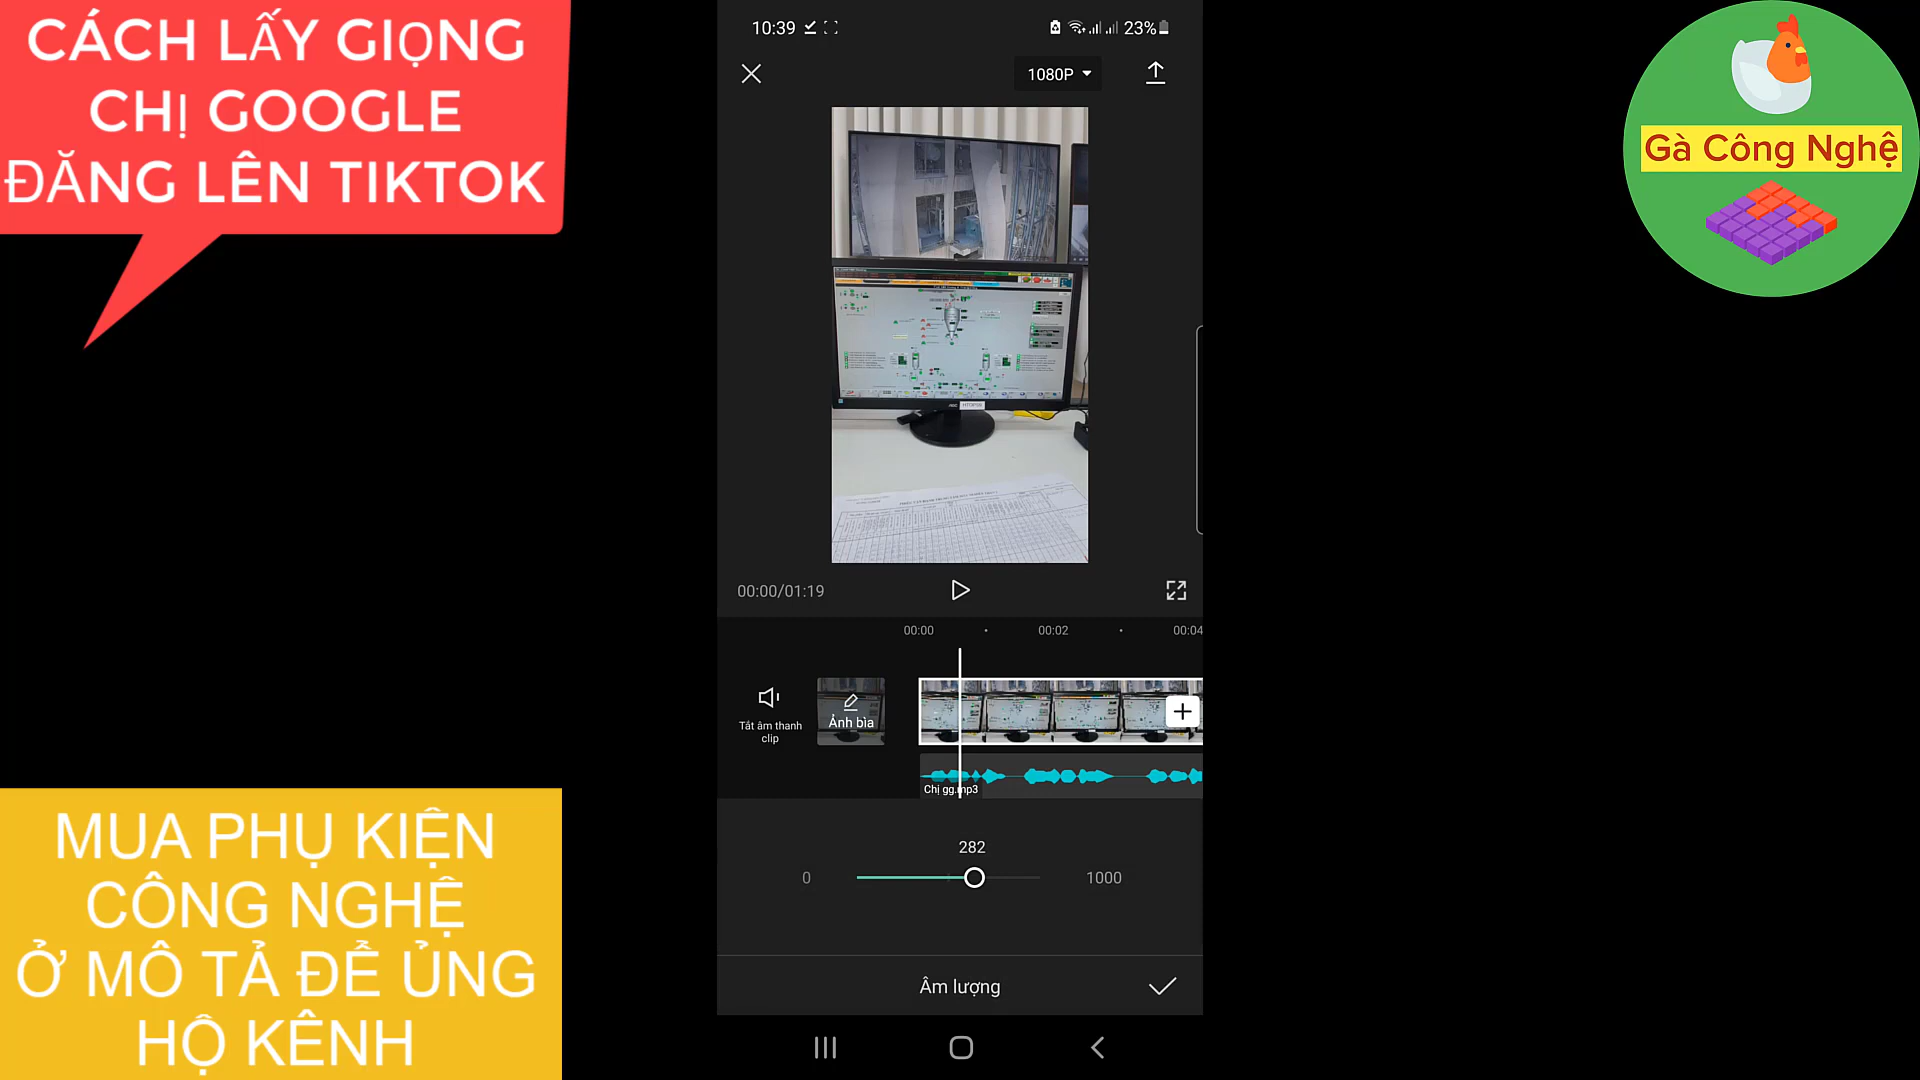 CÁCH LẤY GIỌNG
CHỊ GOOGLE
ĐĂNG LÊN TIKTOK
10:39
23%
1080P
Gà Công Nghệ
00:00/01:19
00:00
00:02
00:04
Tắt âm thanh
clip
Ảnh bìa
Chị gg.mp3
282
0
1000
Âm lượng
MUA PHỤ KIỆN
CÔNG NGHỆ
Ở MÔ TẢ ĐỂ ỦNG
HỘ KÊNH